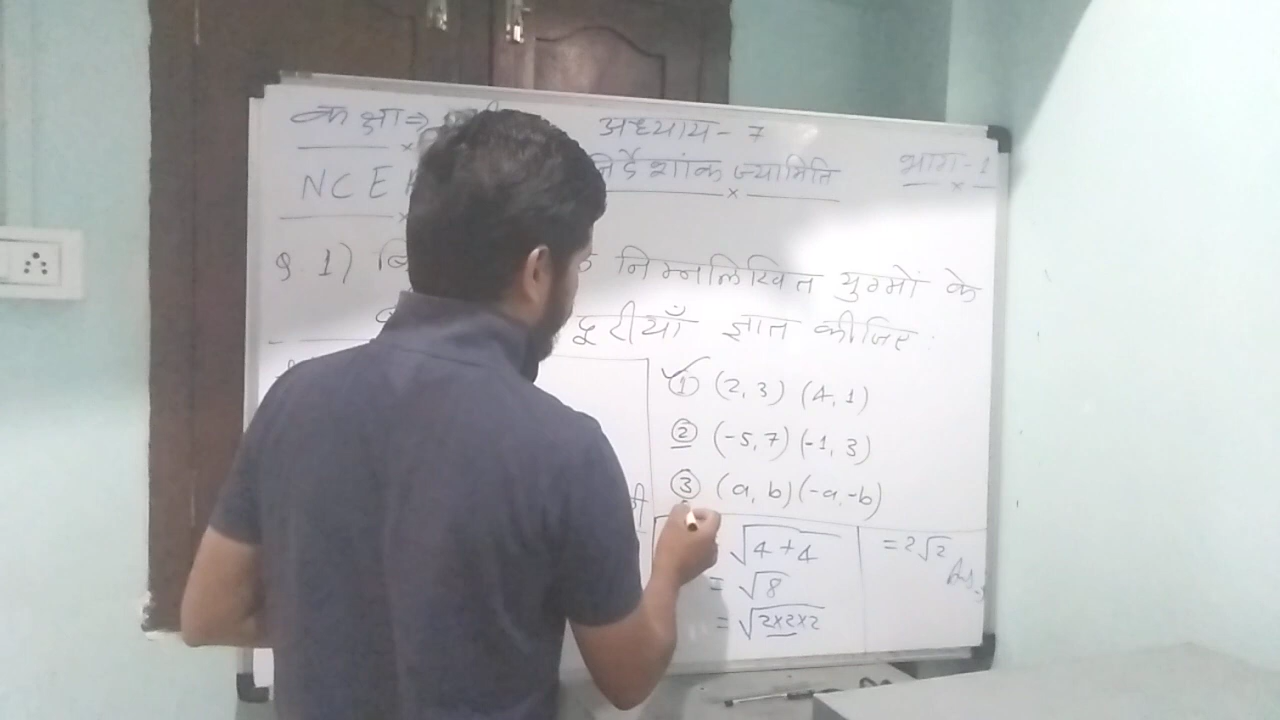 कक्षा⇒ अध्याय- 7
निर्देशांक ज्यामिति भाग-1
NCE
Q 1) निम्नलिखित युग्मों के
दूरीयाँ ज्ञात कीजिए:
① (2, 3) (4, 1)
② (-5, 7) (-1, 3)
③ (a, b) (-a, -b)
√4+4
= √8
= √2×2×2
= 2√2
Ans